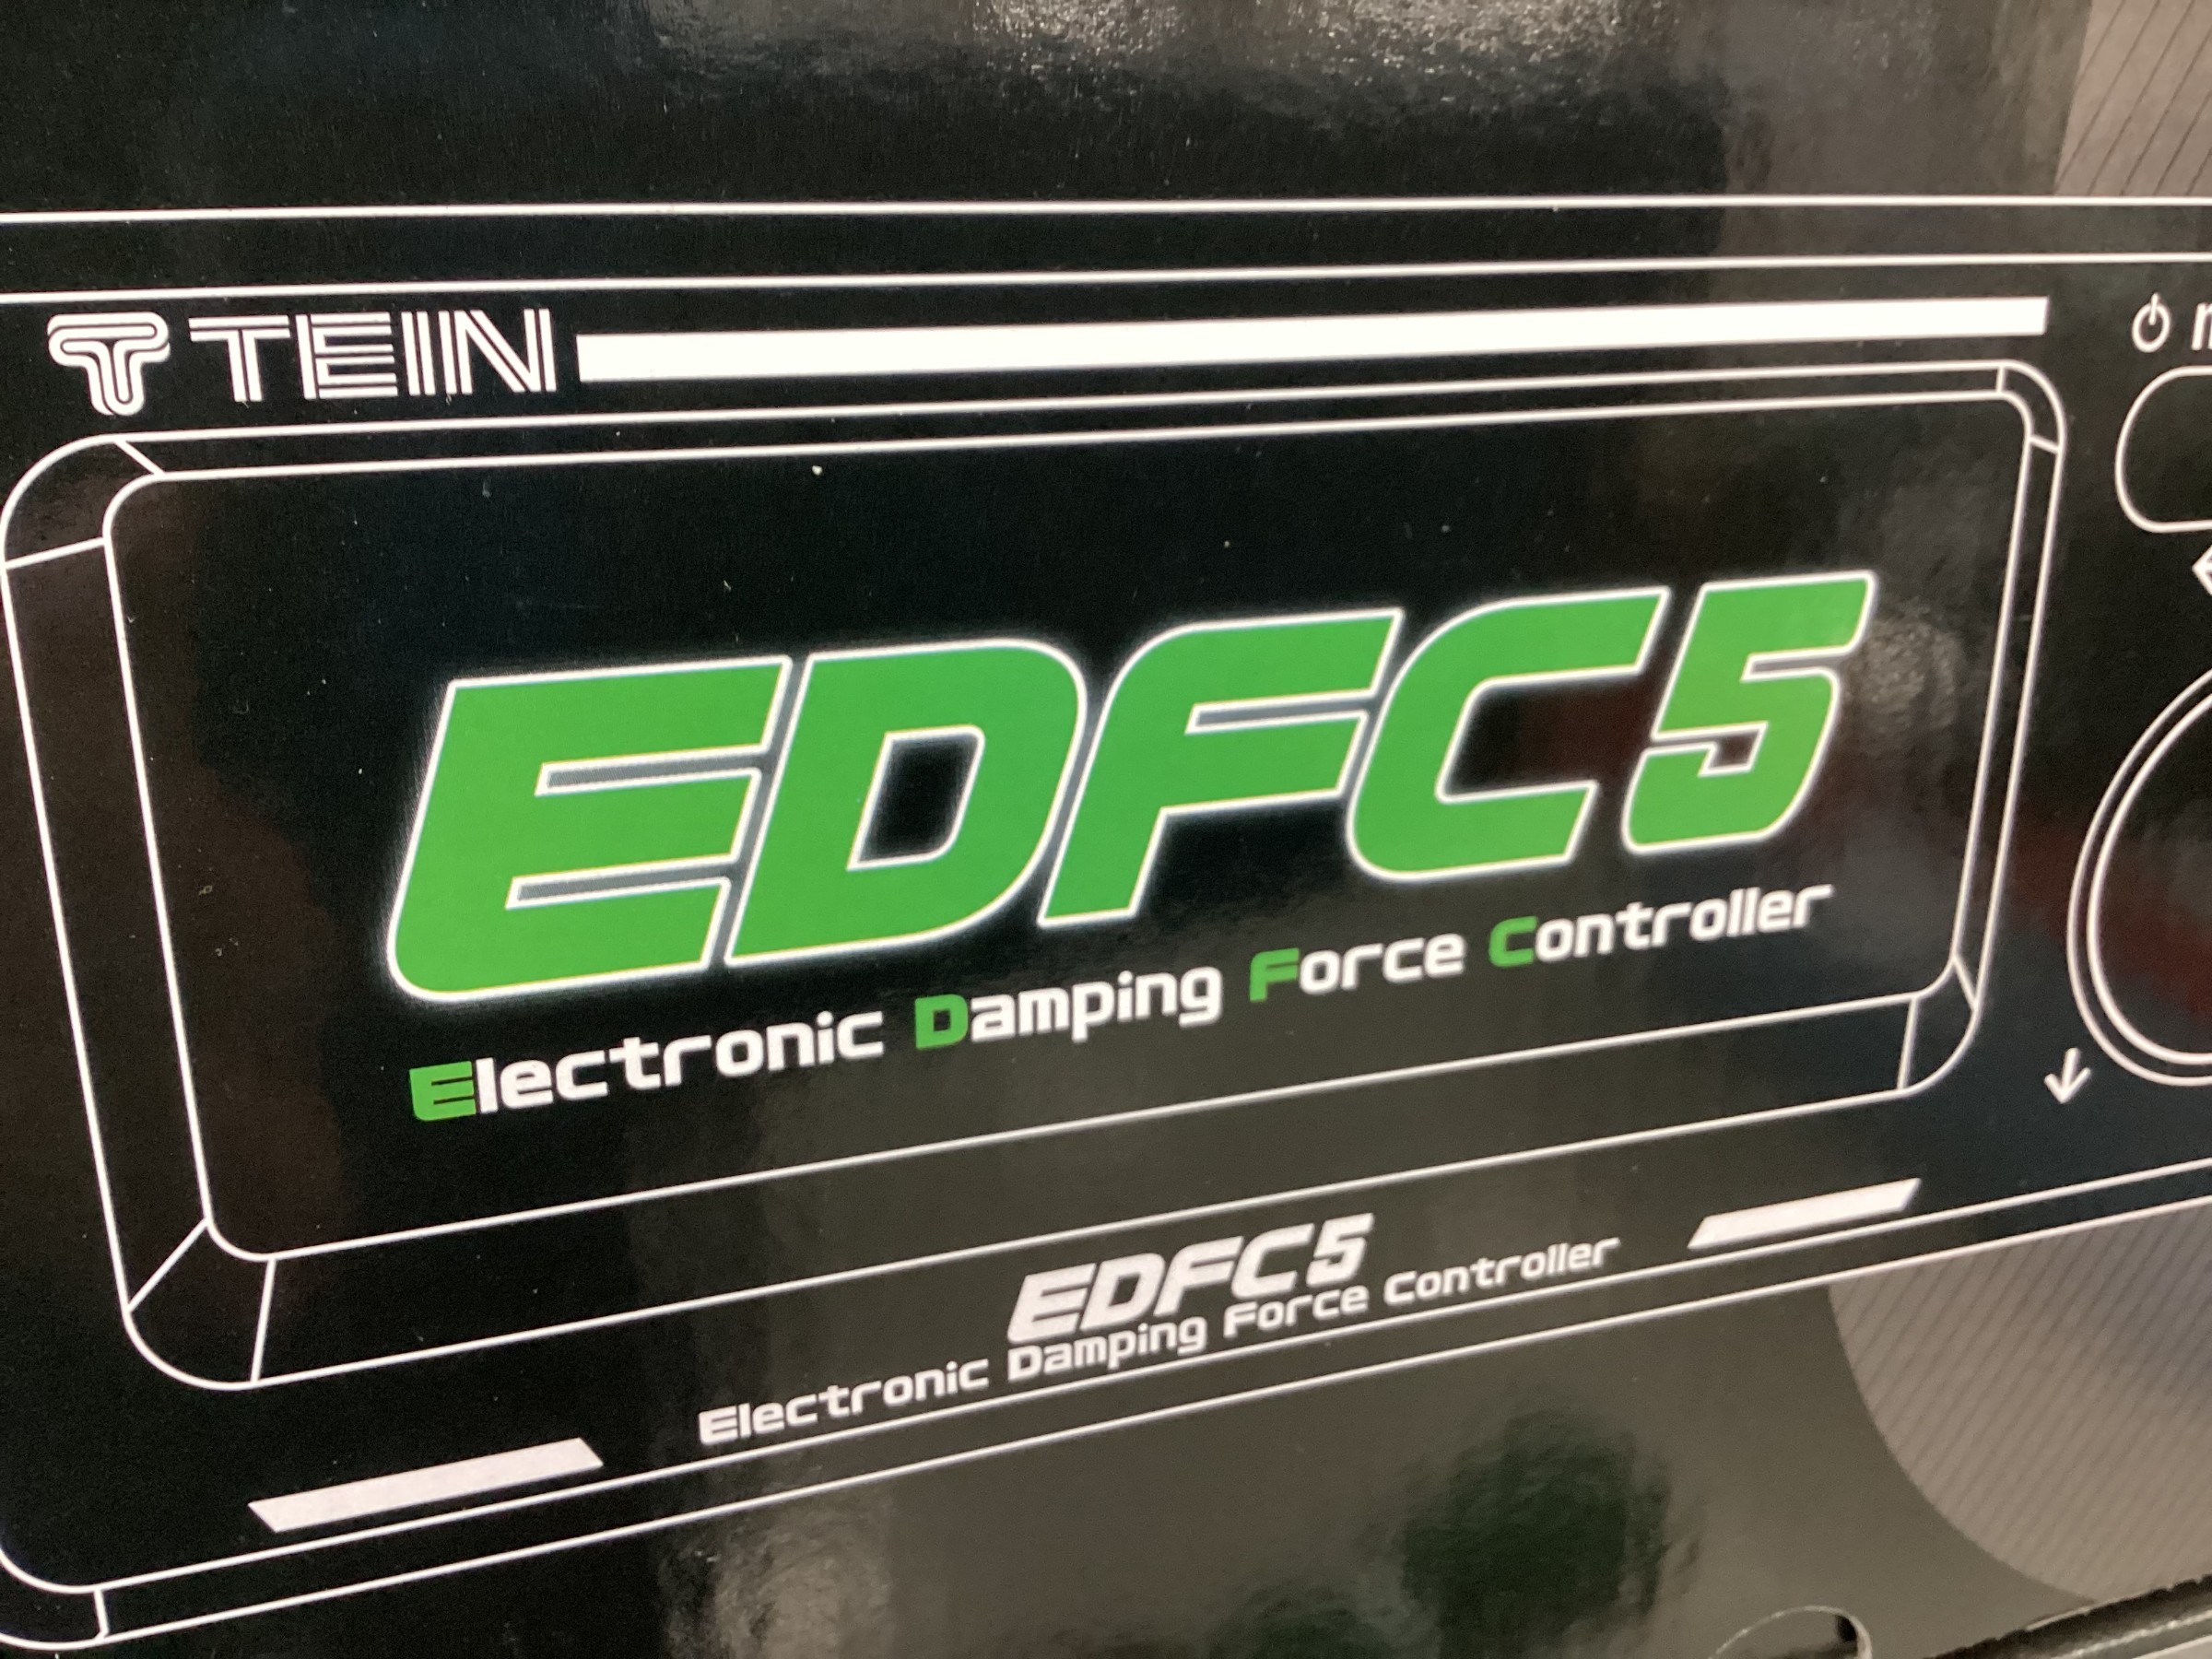 TEIN
EDFC5
Electronic Damping Force Controller
EDFC5
Electronic Damping Force Controller